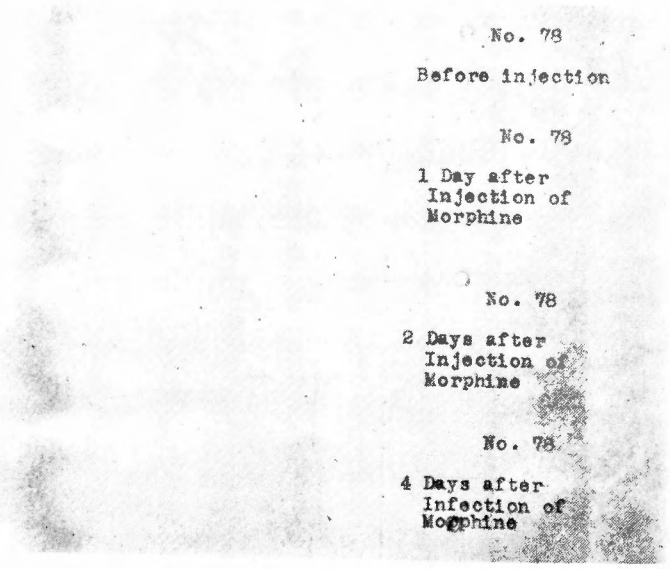 No. 78
Before injection
No. 78
1 Day after
Injection of
Morphine
No. 78
2 Days after
Injection of
Morphine
No. 78
4 Days after
Infection of
Morphine